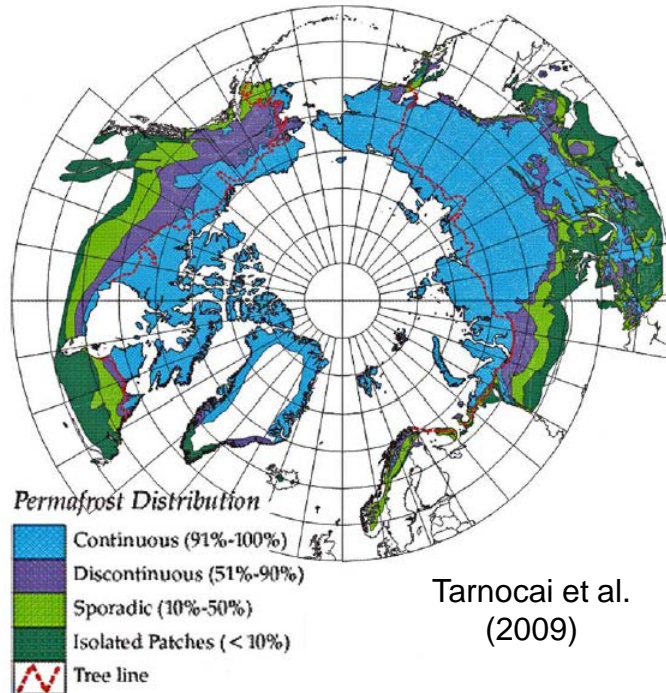 Permafrost Distribution
Continuous (91%-100%)
Discontinuous (51%-90%)
Sporadic (10%-50%)
Isolated Patches (< 10%)
Tree line
Tarnocai et al.
(2009)